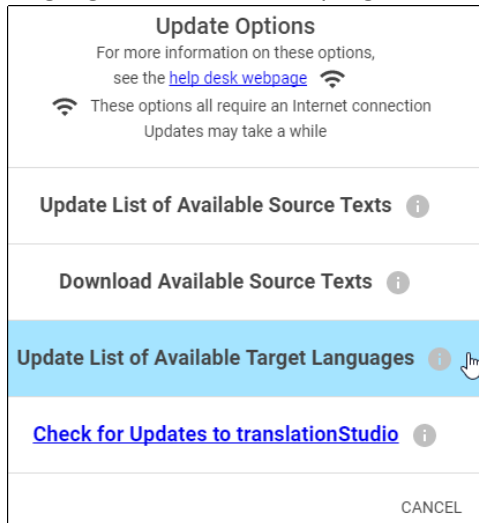 Update Options
For more information on these options,
see the help desk webpage
These options all require an Internet connection
Updates may take a while
Update List of Available Source Texts
Download Available Source Texts
Update List of Available Target Languages
Check for Updates to translationStudio
CANCEL